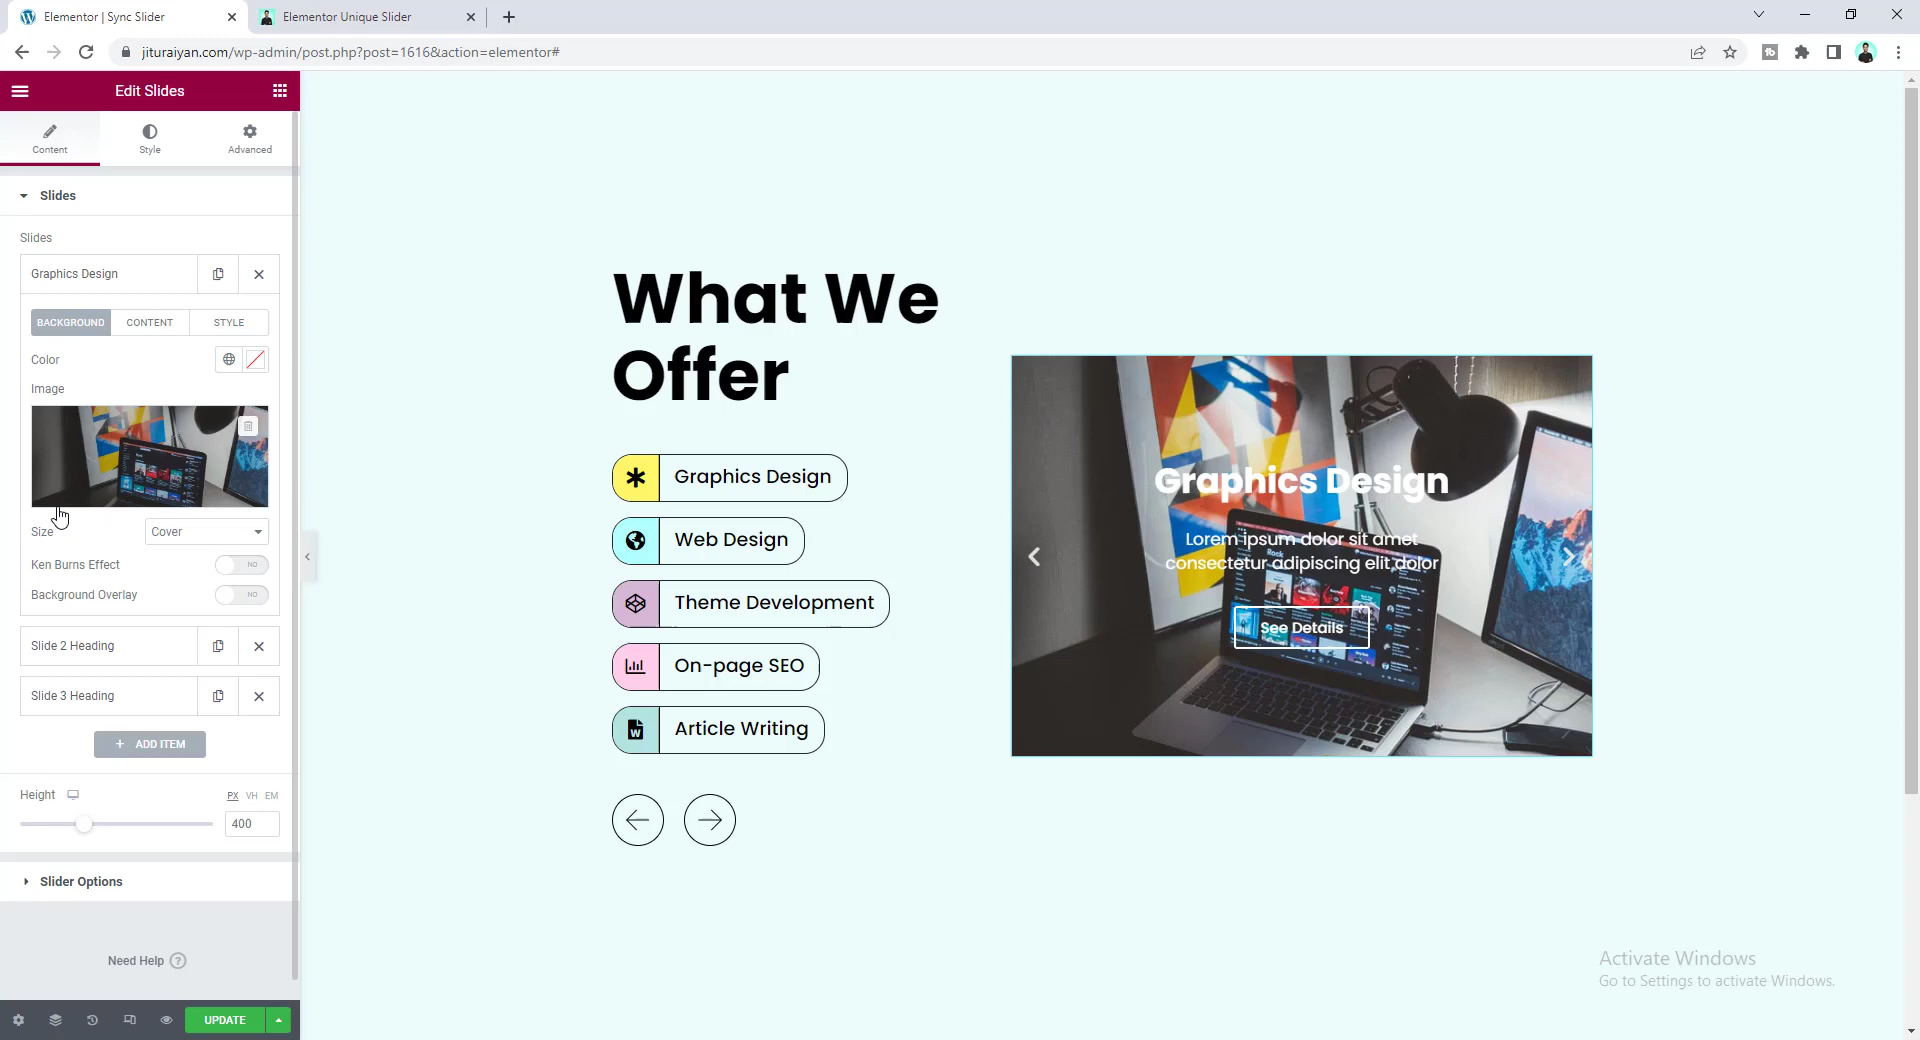 Elementor | Sync Slider
Elementor Unique Slider
jituraiyan.com/wp-admin/post.php?post=1616&action=elementor#
Edit Slides
Content
Style
Advanced
Slides
Slides
Graphics Design
BACKGROUND
CONTENT
STYLE
Color
Image
Size
Cover
Ken Burns Effect
NO
Background Overlay
NO
Slide 2 Heading
Slide 3 Heading
+ ADD ITEM
Height
PX VH EM
400
Slider Options
Need Help ?
UPDATE
What We
Offer
Graphics Design
Web Design
Theme Development
On-page SEO
Article Writing
Graphics Design
Lorem ipsum dolor sit amet
consectetur adipiscing elit dolor
See Details
Activate Windows
Go to Settings to activate Windows.